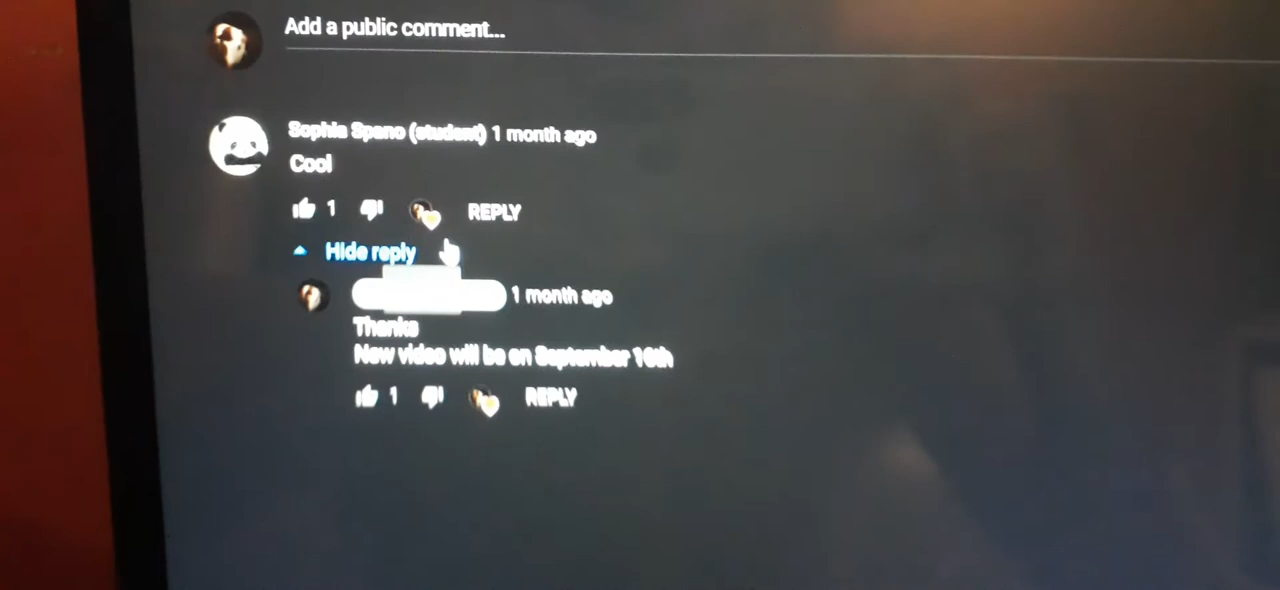 Add a public comment...
Sophia Spano (student) 1 month ago
Cool
1 REPLY
Hide reply
1 month ago
Thanks
New video will be on September 16th
1 REPLY